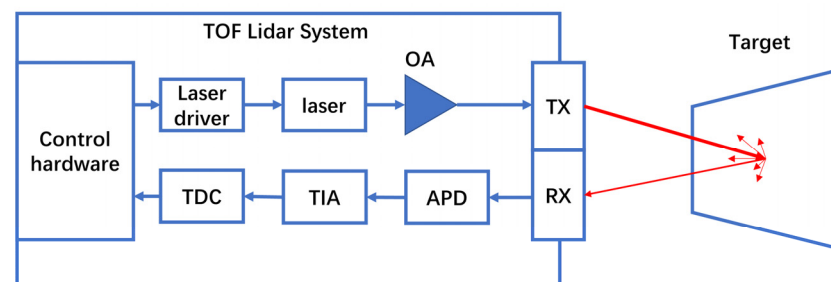 TOF Lidar System
Target
OA
Laser
driver
laser
TX
Control
hardware
TDC
TIA
APD
RX